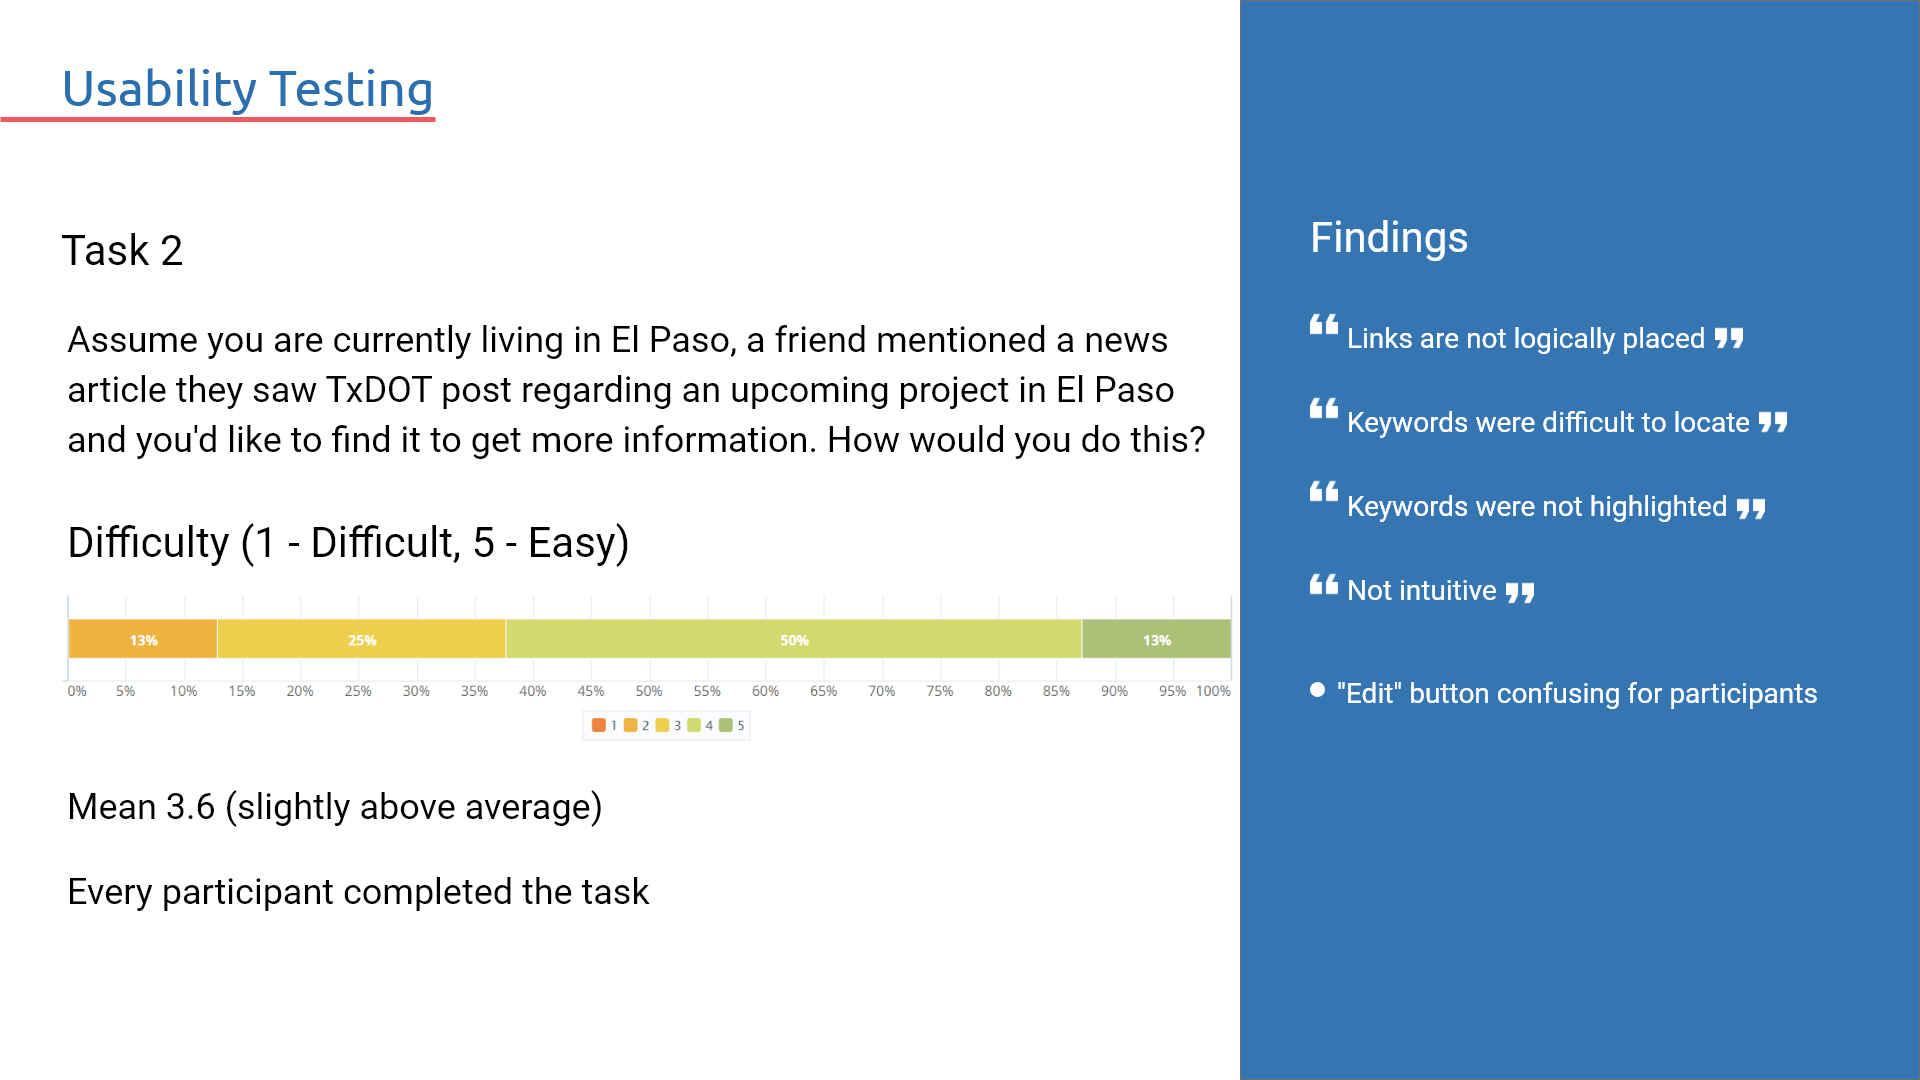 Usability Testing
Task 2
Assume you are currently living in El Paso, a friend mentioned a news
article they saw TxDOT post regarding an upcoming project in El Paso
and you'd like to find it to get more information. How would you do this?
Difficulty (1 - Difficult, 5 - Easy)
13% 25% 50% 13%
0% 5% 10% 15% 20% 25% 30% 35% 40% 45% 50% 55% 60% 65% 70% 75% 80% 85% 90% 95% 100%
1 2 3 4 5
Mean 3.6 (slightly above average)
Every participant completed the task
Findings
“ Links are not logically placed ”
“ Keywords were difficult to locate ”
“ Keywords were not highlighted ”
“ Not intuitive ”
● "Edit" button confusing for participants